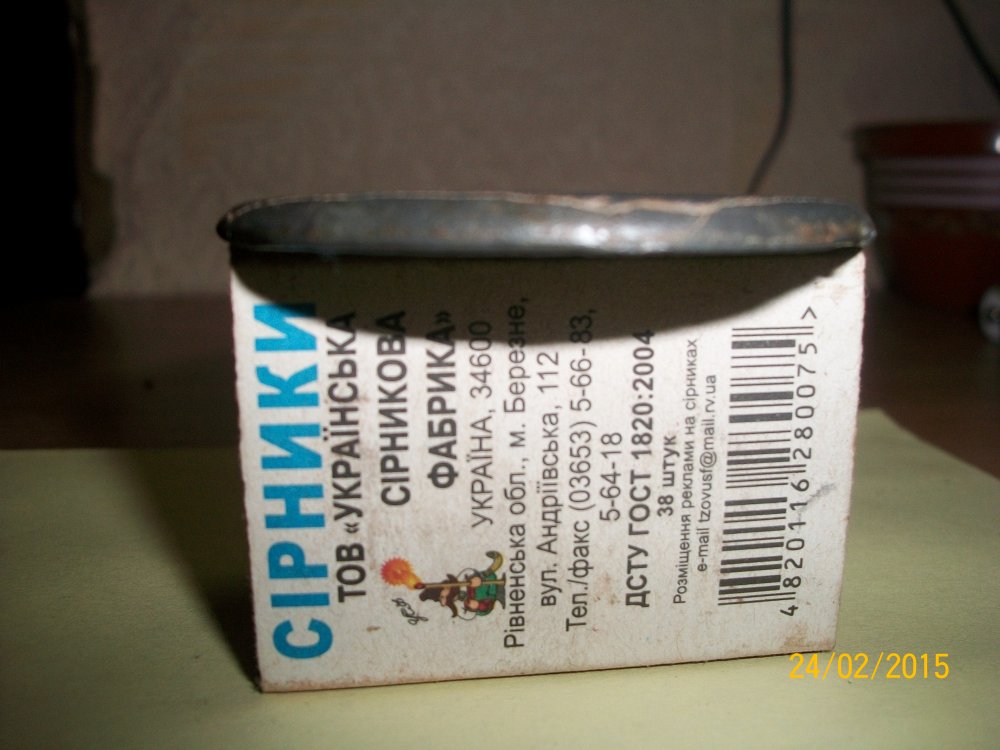 СІРНИКИ
ТОВ «УКРАЇНСЬКА
СІРНИКОВА
ФАБРИКА»
УКРАЇНА, 34600
Рівненська обл., м. Березне,
вул. Андріївська, 112
Тел./факс (03653) 5-66-83,
5-64-18
ДСТУ ГОСТ 1820:2004
38 штук
Розміщення реклами на сірниках
e-mail tzovusf@mail.rv.ua
4 820116 280075 >
24/02/2015